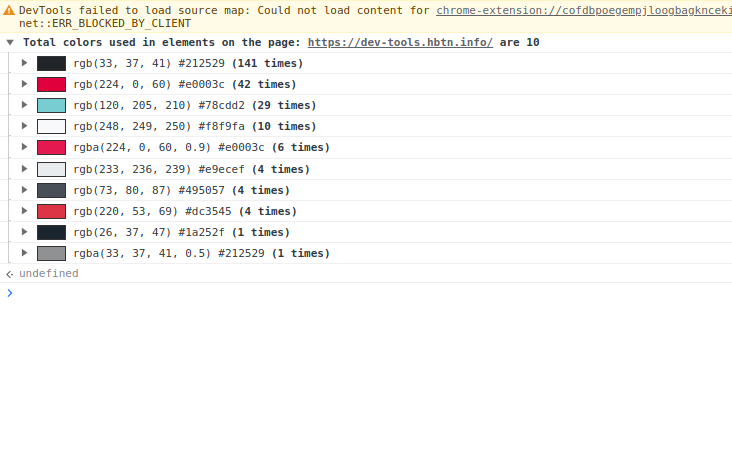 DevTools failed to load source map: Could not load content for chrome-extension://cofdbpoegempjloogbagknceki
net::ERR_BLOCKED_BY_CLIENT
Total colors used in elements on the page: https://dev-tools.hbtn.info/ are 10
rgb(33, 37, 41) #212529 (141 times)
rgb(224, 0, 60) #e0003c (42 times)
rgb(120, 205, 210) #78cdd2 (29 times)
rgb(248, 249, 250) #f8f9fa (10 times)
rgba(224, 0, 60, 0.9) #e0003c (6 times)
rgb(233, 236, 239) #e9ecef (4 times)
rgb(73, 80, 87) #495057 (4 times)
rgb(220, 53, 69) #dc3545 (4 times)
rgb(26, 37, 47) #1a252f (1 times)
rgba(33, 37, 41, 0.5) #212529 (1 times)
undefined